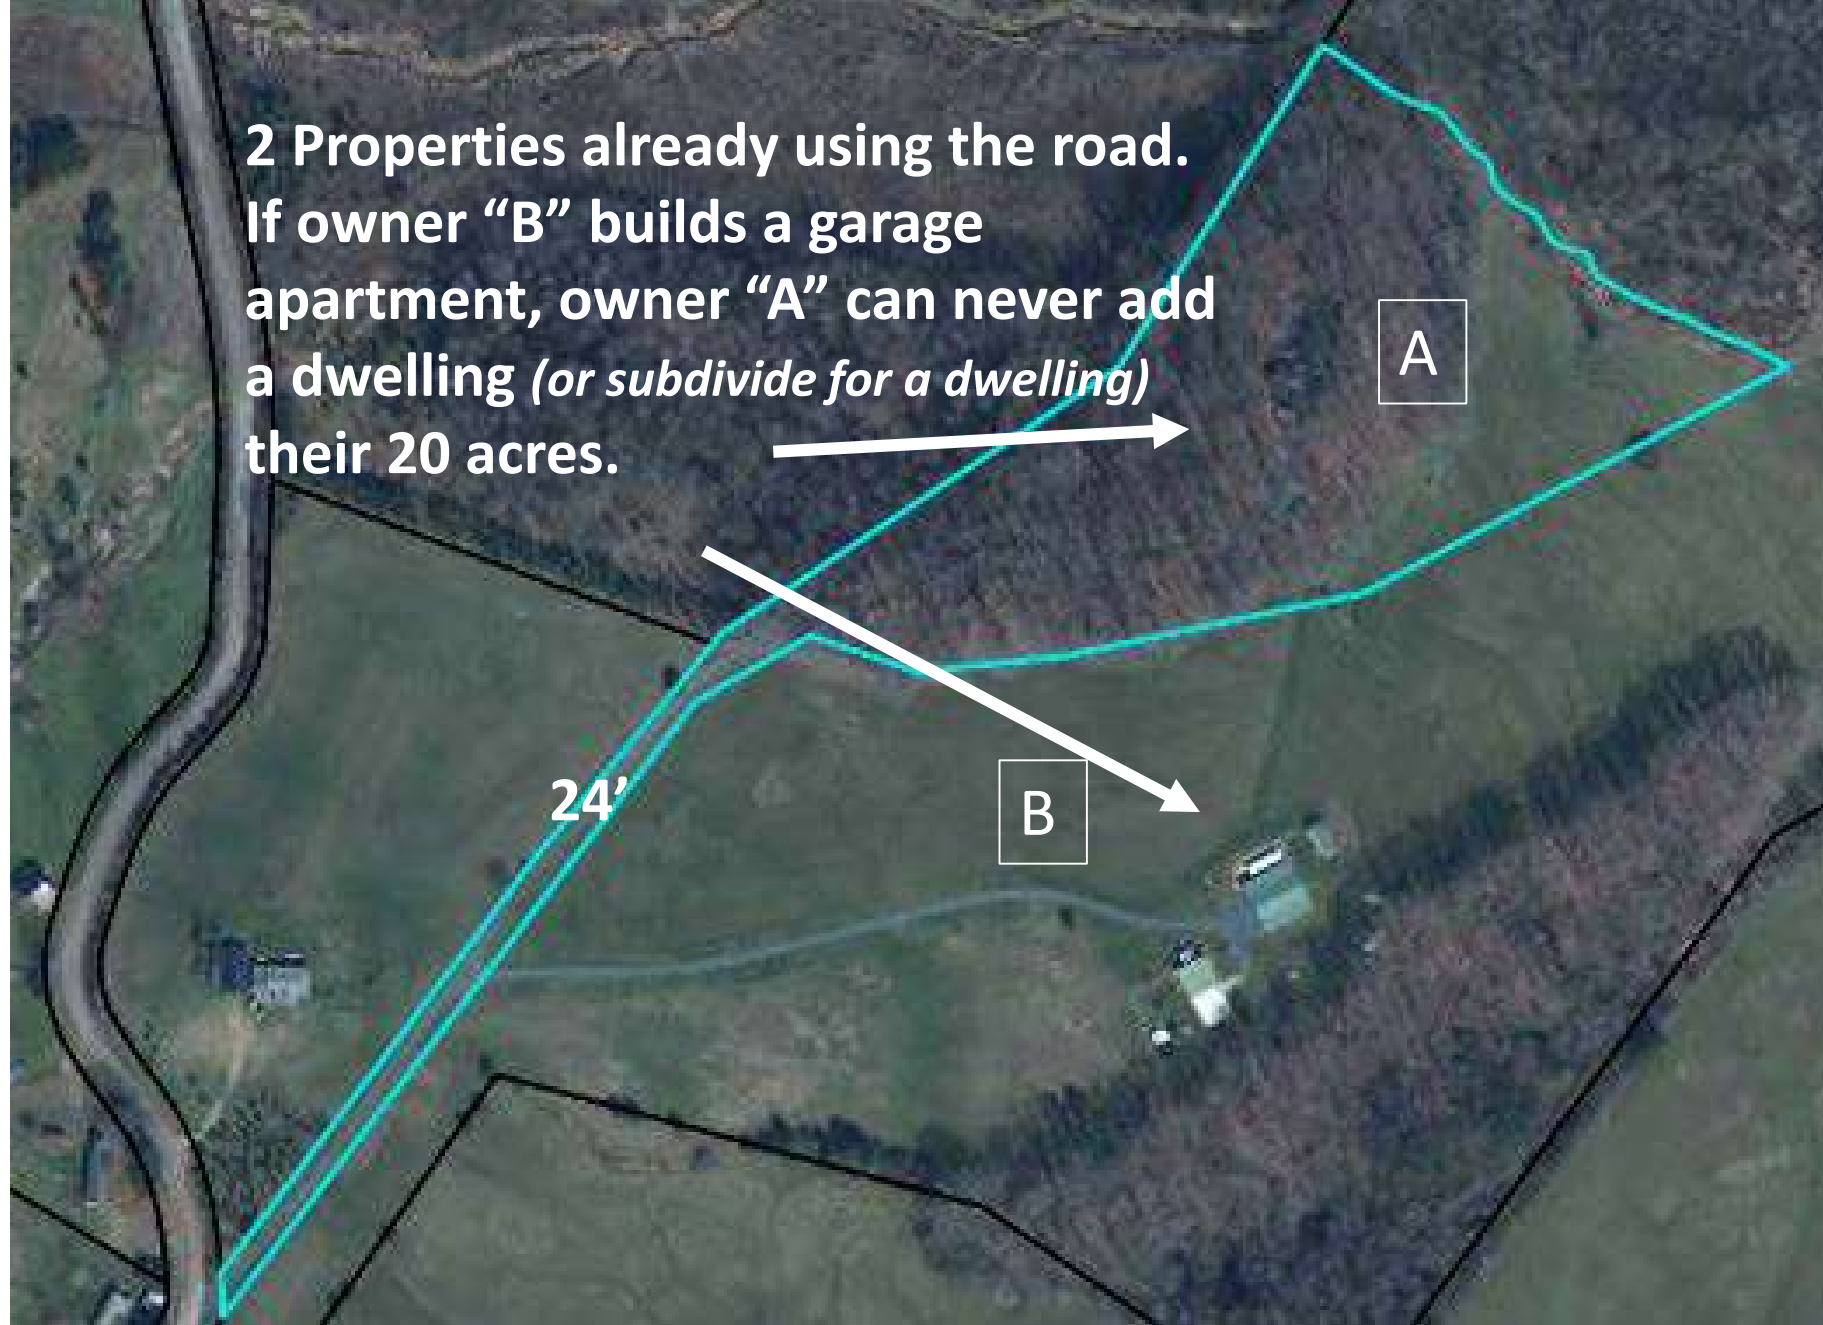 2 Properties already using the road.
If owner “B” builds a garage
apartment, owner “A” can never add
a dwelling (or subdivide for a dwelling)
their 20 acres.
A
24’
B